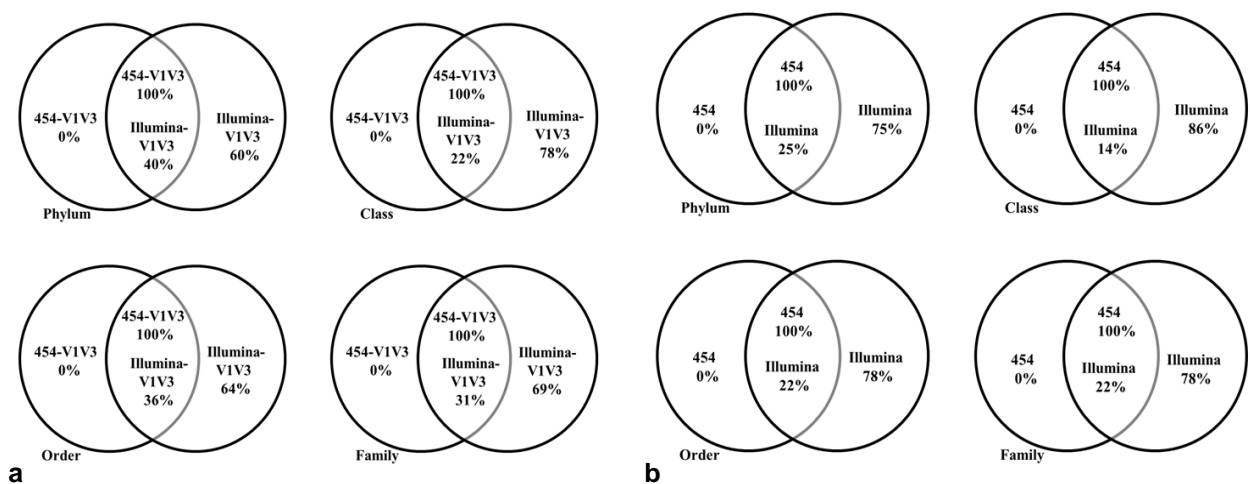 454-V1V3
0%
454-V1V3
100%
Illumina-
V1V3
40%
Illumina-
V1V3
60%
Phylum
454-V1V3
0%
454-V1V3
100%
Illumina-
V1V3
22%
Illumina-
V1V3
78%
Class
454-V1V3
0%
454-V1V3
100%
Illumina-
V1V3
36%
Illumina-
V1V3
64%
Order
454-V1V3
0%
454-V1V3
100%
Illumina-
V1V3
31%
Illumina-
V1V3
69%
Family
a
454
0%
454
100%
Illumina
25%
Illumina
75%
Phylum
454
0%
454
100%
Illumina
14%
Illumina
86%
Class
454
0%
454
100%
Illumina
22%
Illumina
78%
Order
454
0%
454
100%
Illumina
22%
Illumina
78%
Family
b